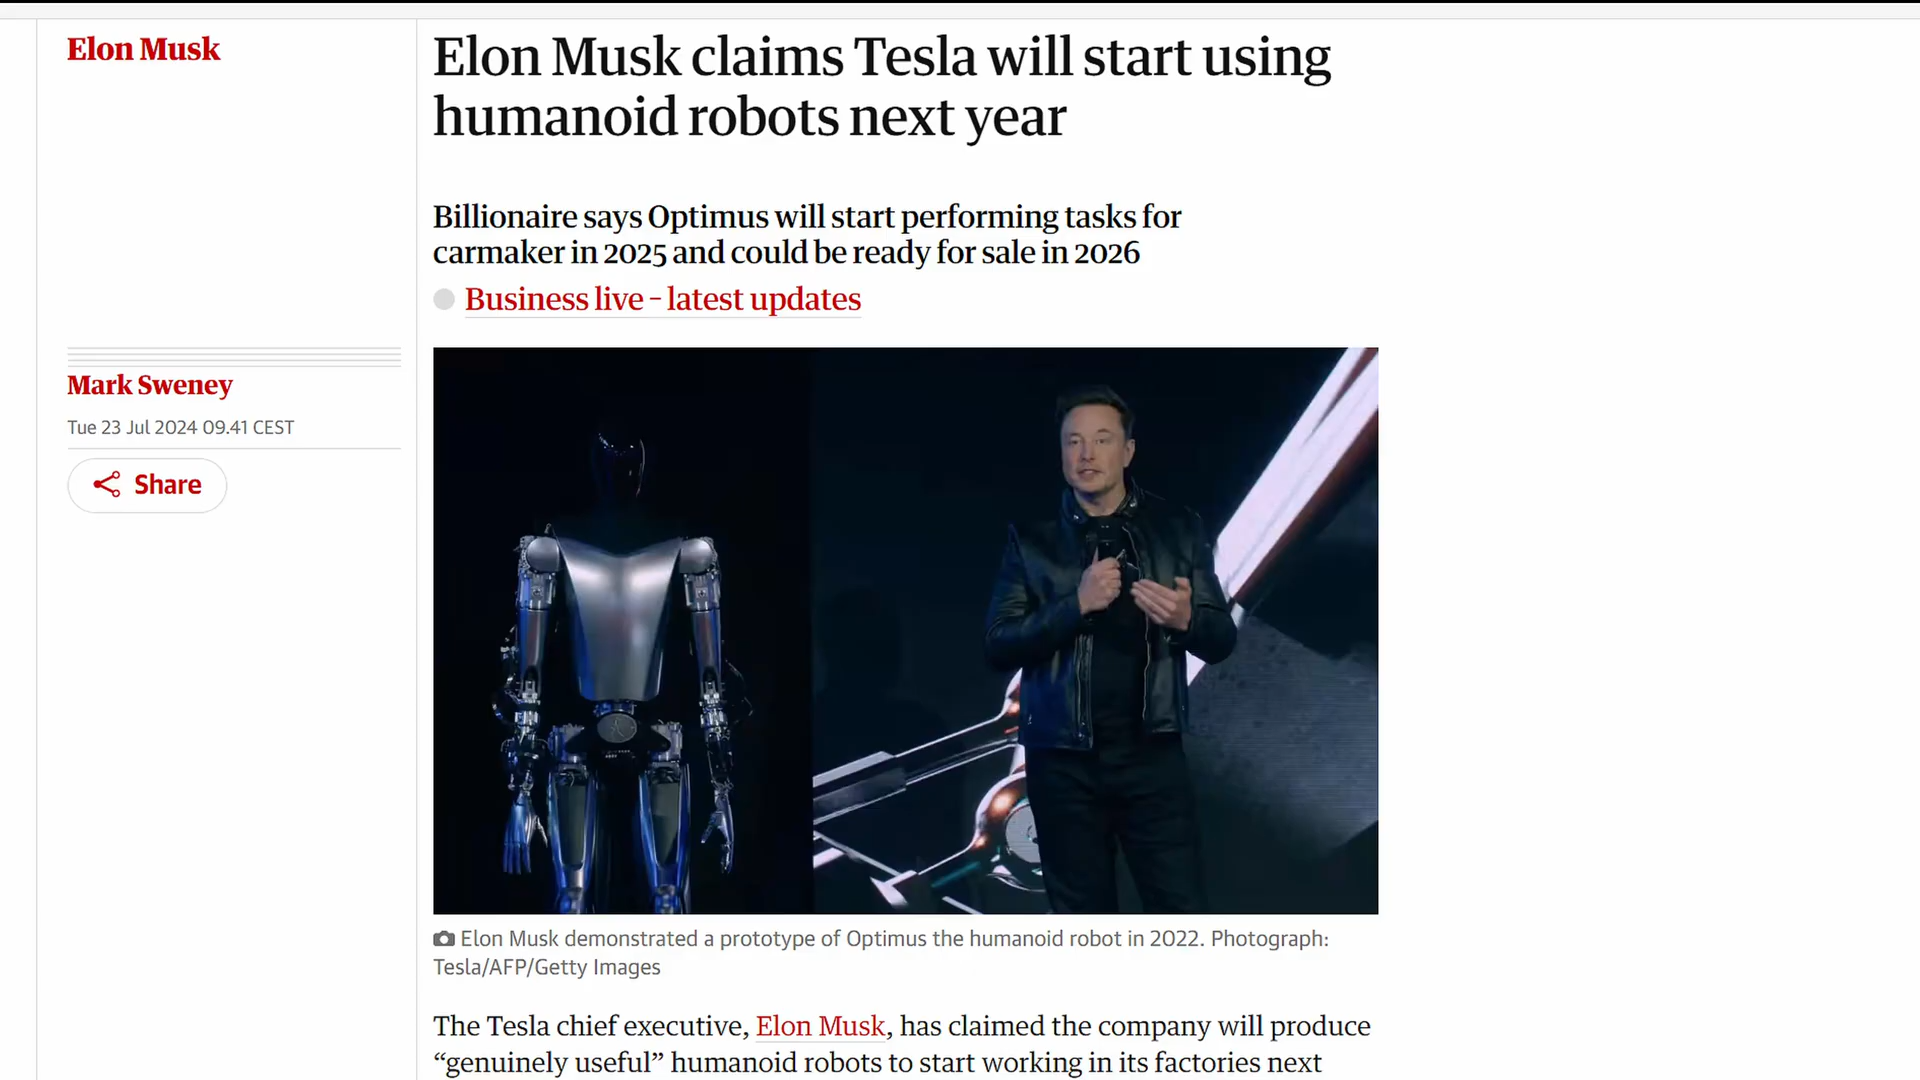 Elon Musk
Elon Musk claims Tesla will start using
humanoid robots next year
Billionaire says Optimus will start performing tasks for
carmaker in 2025 and could be ready for sale in 2026
Business live – latest updates
Mark Sweney
Tue 23 Jul 2024 09.41 CEST
Share
Elon Musk demonstrated a prototype of Optimus the humanoid robot in 2022. Photograph:
Tesla/AFP/Getty Images
The Tesla chief executive, Elon Musk, has claimed the company will produce
“genuinely useful” humanoid robots to start working in its factories next